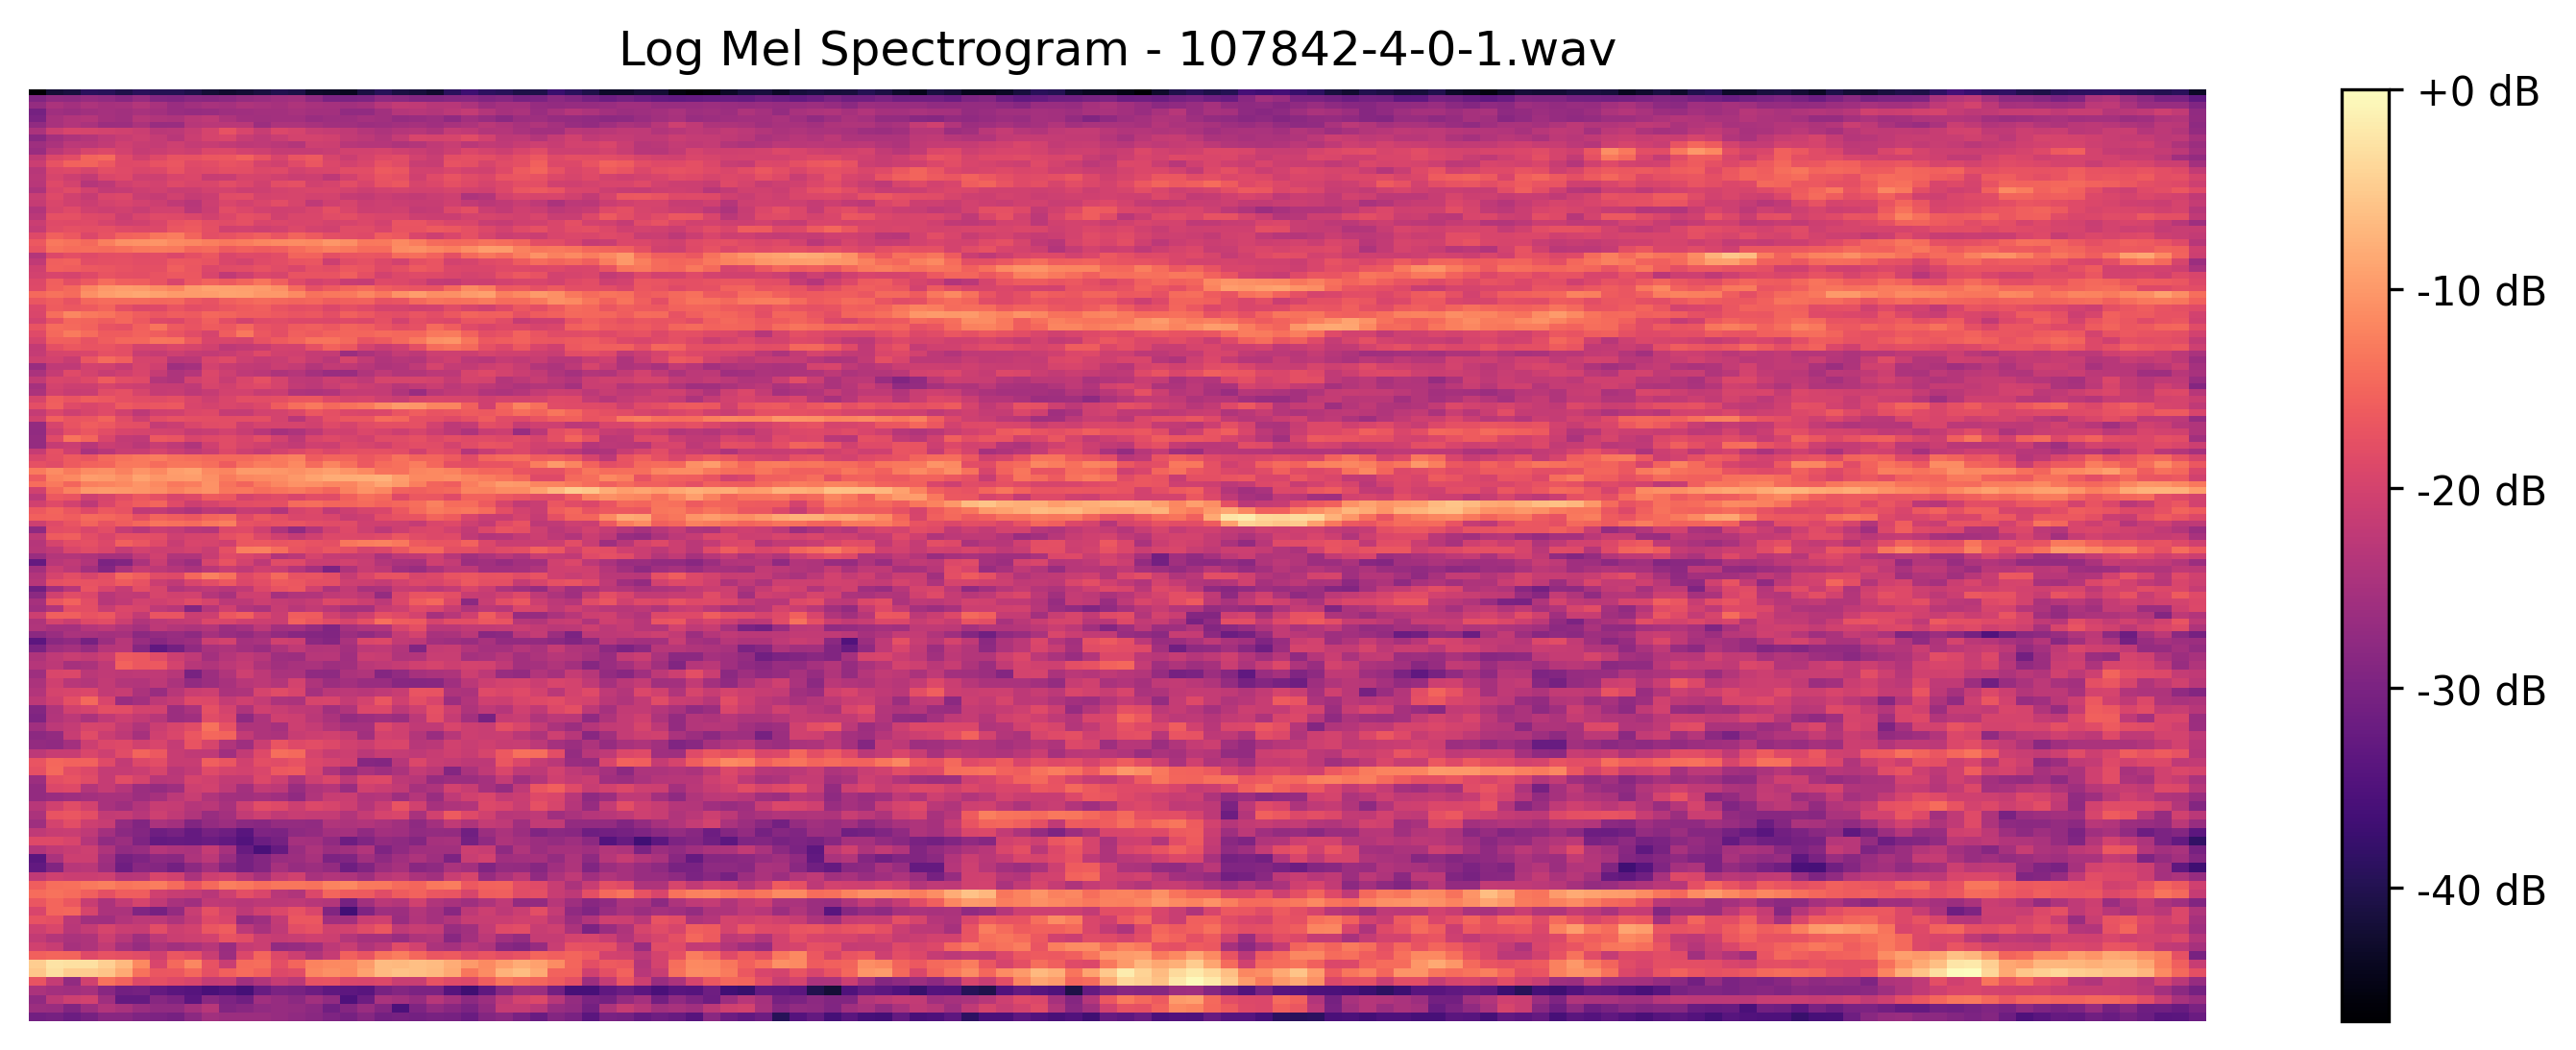 Log Mel Spectrogram - 107842-4-0-1.wav
+0 dB
-10 dB
-20 dB
-30 dB
-40 dB